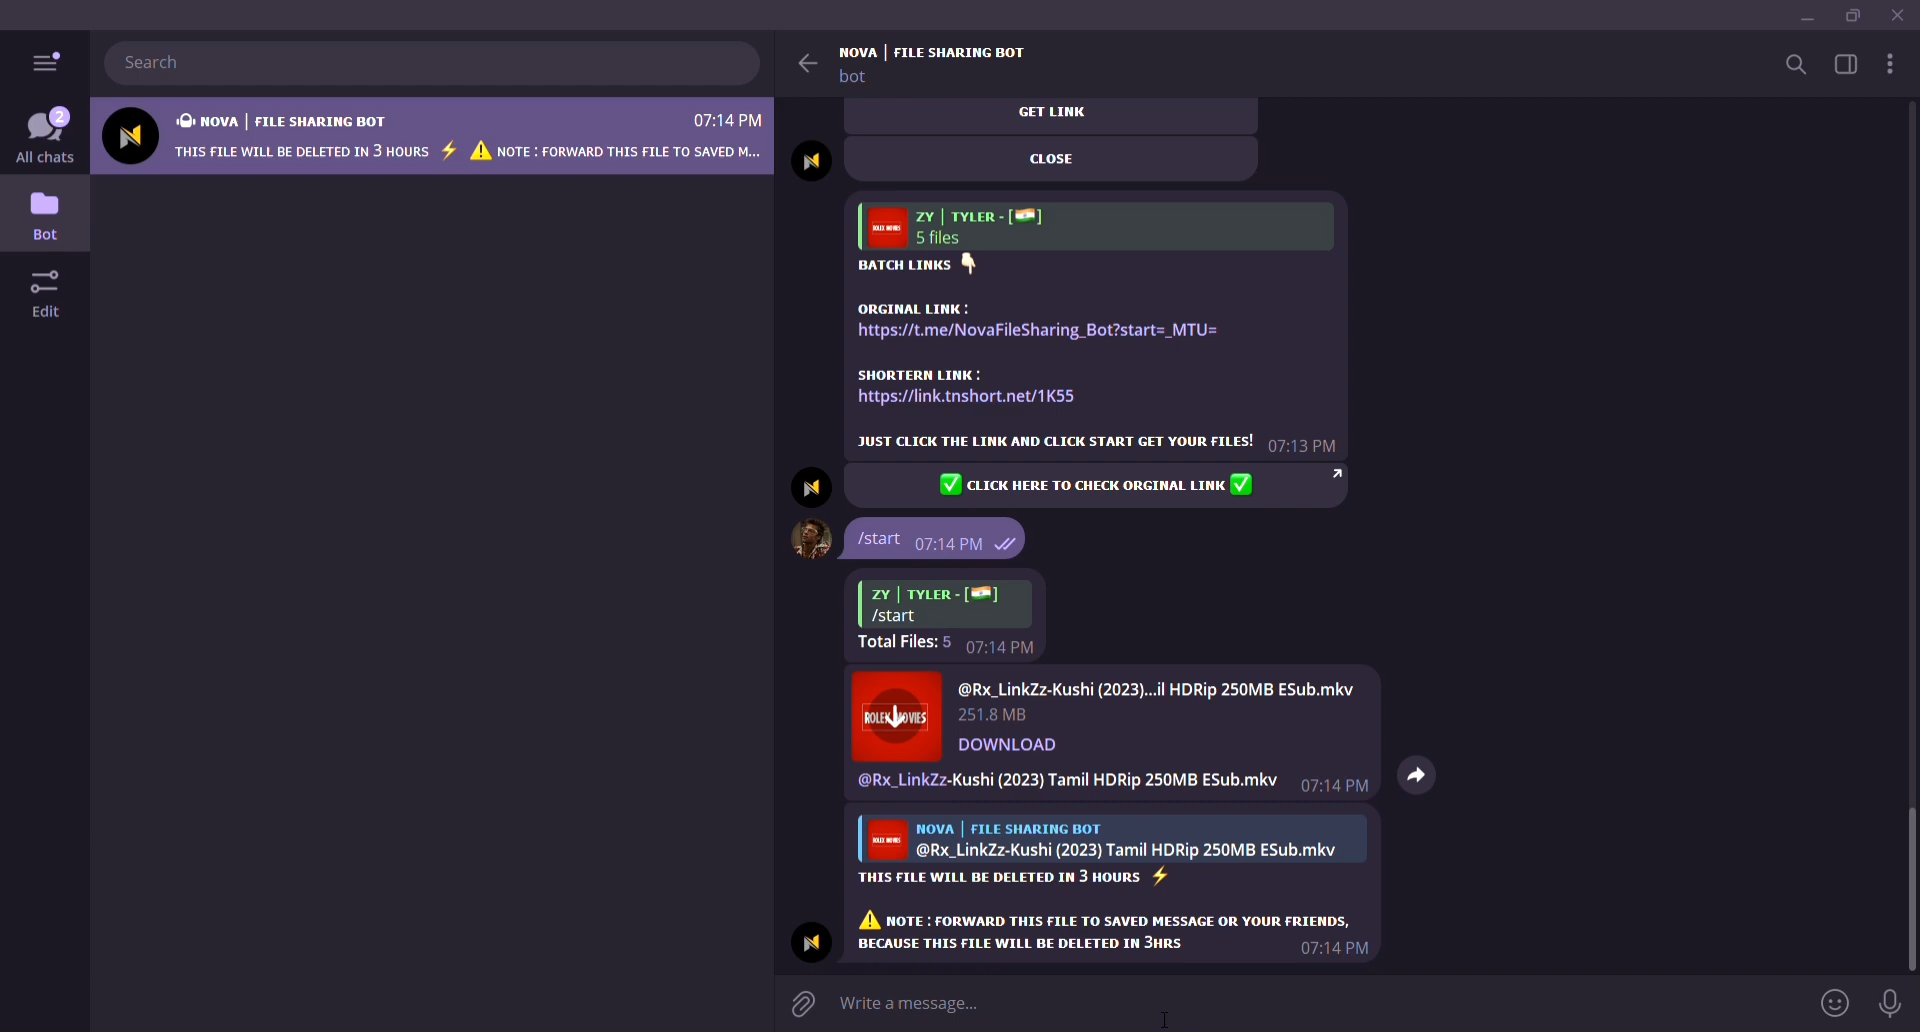 Search
2
All chats
Bot
Edit
NOVA | FILE SHARING BOT
07:14 PM
THIS FILE WILL BE DELETED IN 3 HOURS ⚡ ⚠️ NOTE : FORWARD THIS FILE TO SAVED M...
NOVA | FILE SHARING BOT
bot
GET LINK
CLOSE
ZY | TYLER - [🇮🇳]
5 files
BATCH LINKS 👇🏻
ORGINAL LINK :
https://t.me/NovaFileSharing_Bot?start=_MTU=
SHORTERN LINK :
https://link.tnshort.net/1K55
JUST CLICK THE LINK AND CLICK START GET YOUR FILES!
07:13 PM
✅ CLICK HERE TO CHECK ORGINAL LINK ✅
/start 07:14 PM
ZY | TYLER - [🇮🇳]
/start
Total Files: 5 07:14 PM
ROLEX MOVIES
@Rx_LinkZz-Kushi (2023)...il HDRip 250MB ESub.mkv
251.8 MB
DOWNLOAD
@Rx_LinkZz-Kushi (2023) Tamil HDRip 250MB ESub.mkv 07:14 PM
NOVA | FILE SHARING BOT
@Rx_LinkZz-Kushi (2023) Tamil HDRip 250MB ESub.mkv
THIS FILE WILL BE DELETED IN 3 HOURS ⚡
⚠️ NOTE : FORWARD THIS FILE TO SAVED MESSAGE OR YOUR FRIENDS,
BECAUSE THIS FILE WILL BE DELETED IN 3HRS 07:14 PM
Write a message...